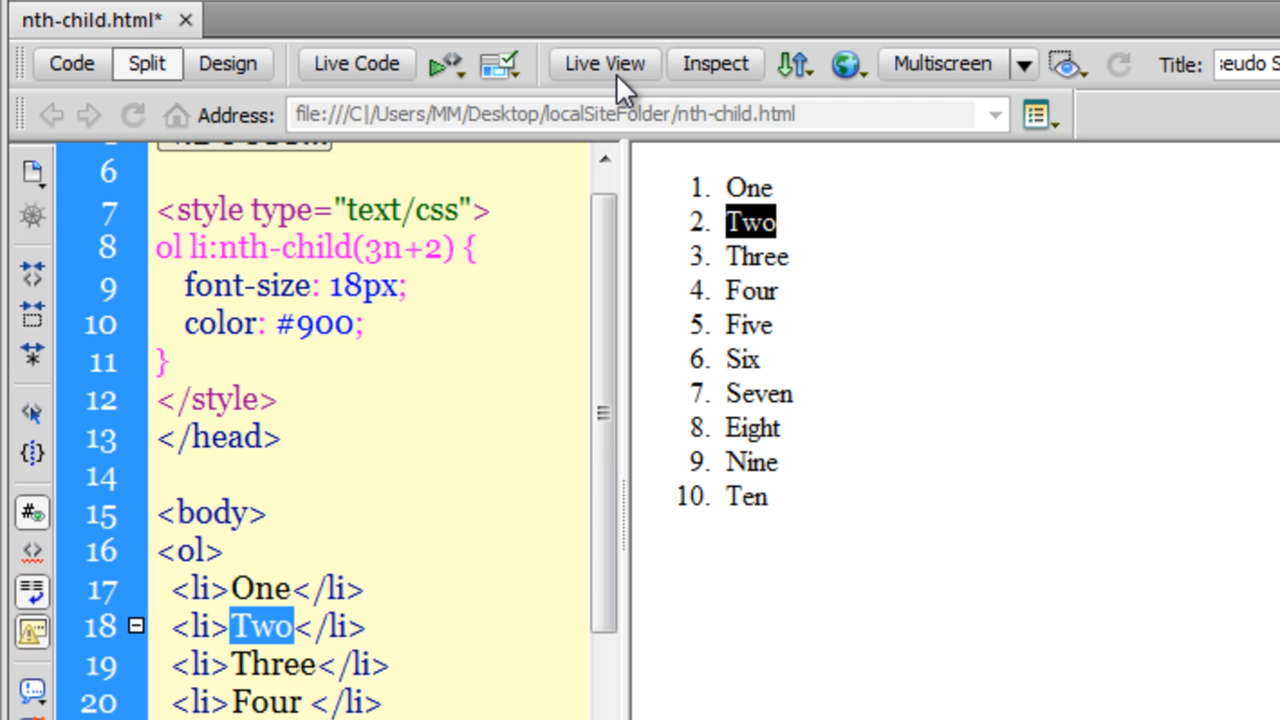 nth-child.html*
Code Split Design Live Code Live View Inspect Multiscreen Title: eudo S
Address: file:///C|/Users/MM/Desktop/localSiteFolder/nth-child.html
6
7 <style type="text/css">
8 ol li:nth-child(3n+2) {
9 font-size: 18px;
10 color: #900;
11 }
12 </style>
13 </head>
14
15 <body>
16 <ol>
17 <li>One</li>
18 <li>Two</li>
19 <li>Three</li>
20 <li>Four </li>
1. One
2. Two
3. Three
4. Four
5. Five
6. Six
7. Seven
8. Eight
9. Nine
10. Ten